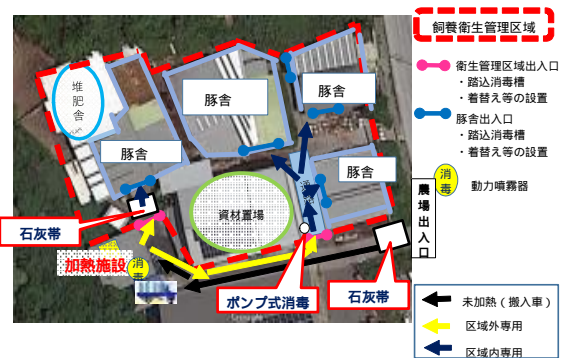 飼養衛生管理区域
衛生管理区域出入口
・踏込消毒槽
・着替え等の設置
豚舎出入口
・踏込消毒槽
・着替え等の設置
消毒
動力噴霧器
堆肥舎
豚舎
豚舎
豚舎
豚舎
資材置場
農場出入口
石灰帯
加熱施設
消毒
ポンプ式消毒
石灰帯
未加熱（搬入車）
区域外専用
区域内専用